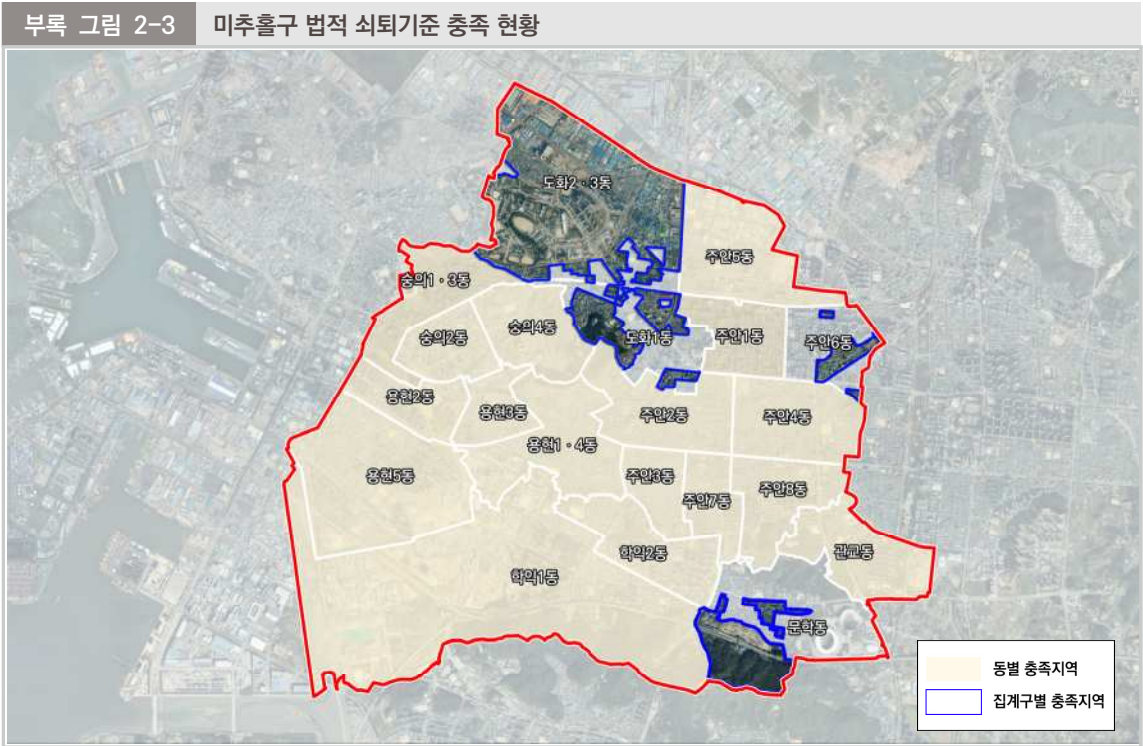 부록 그림 2-3 미추홀구 법적 쇠퇴기준 충족 현황
도화2·3동
주안5동
숭의1·3동
숭의2동
숭의4동
도화1동
주안1동
주안6동
용현2동
용현3동
주안2동
주안4동
용현1·4동
용현5동
주안3동
주안7동
주안8동
학익2동
관교동
학익1동
문학동
동별 충족지역
집계구별 충족지역